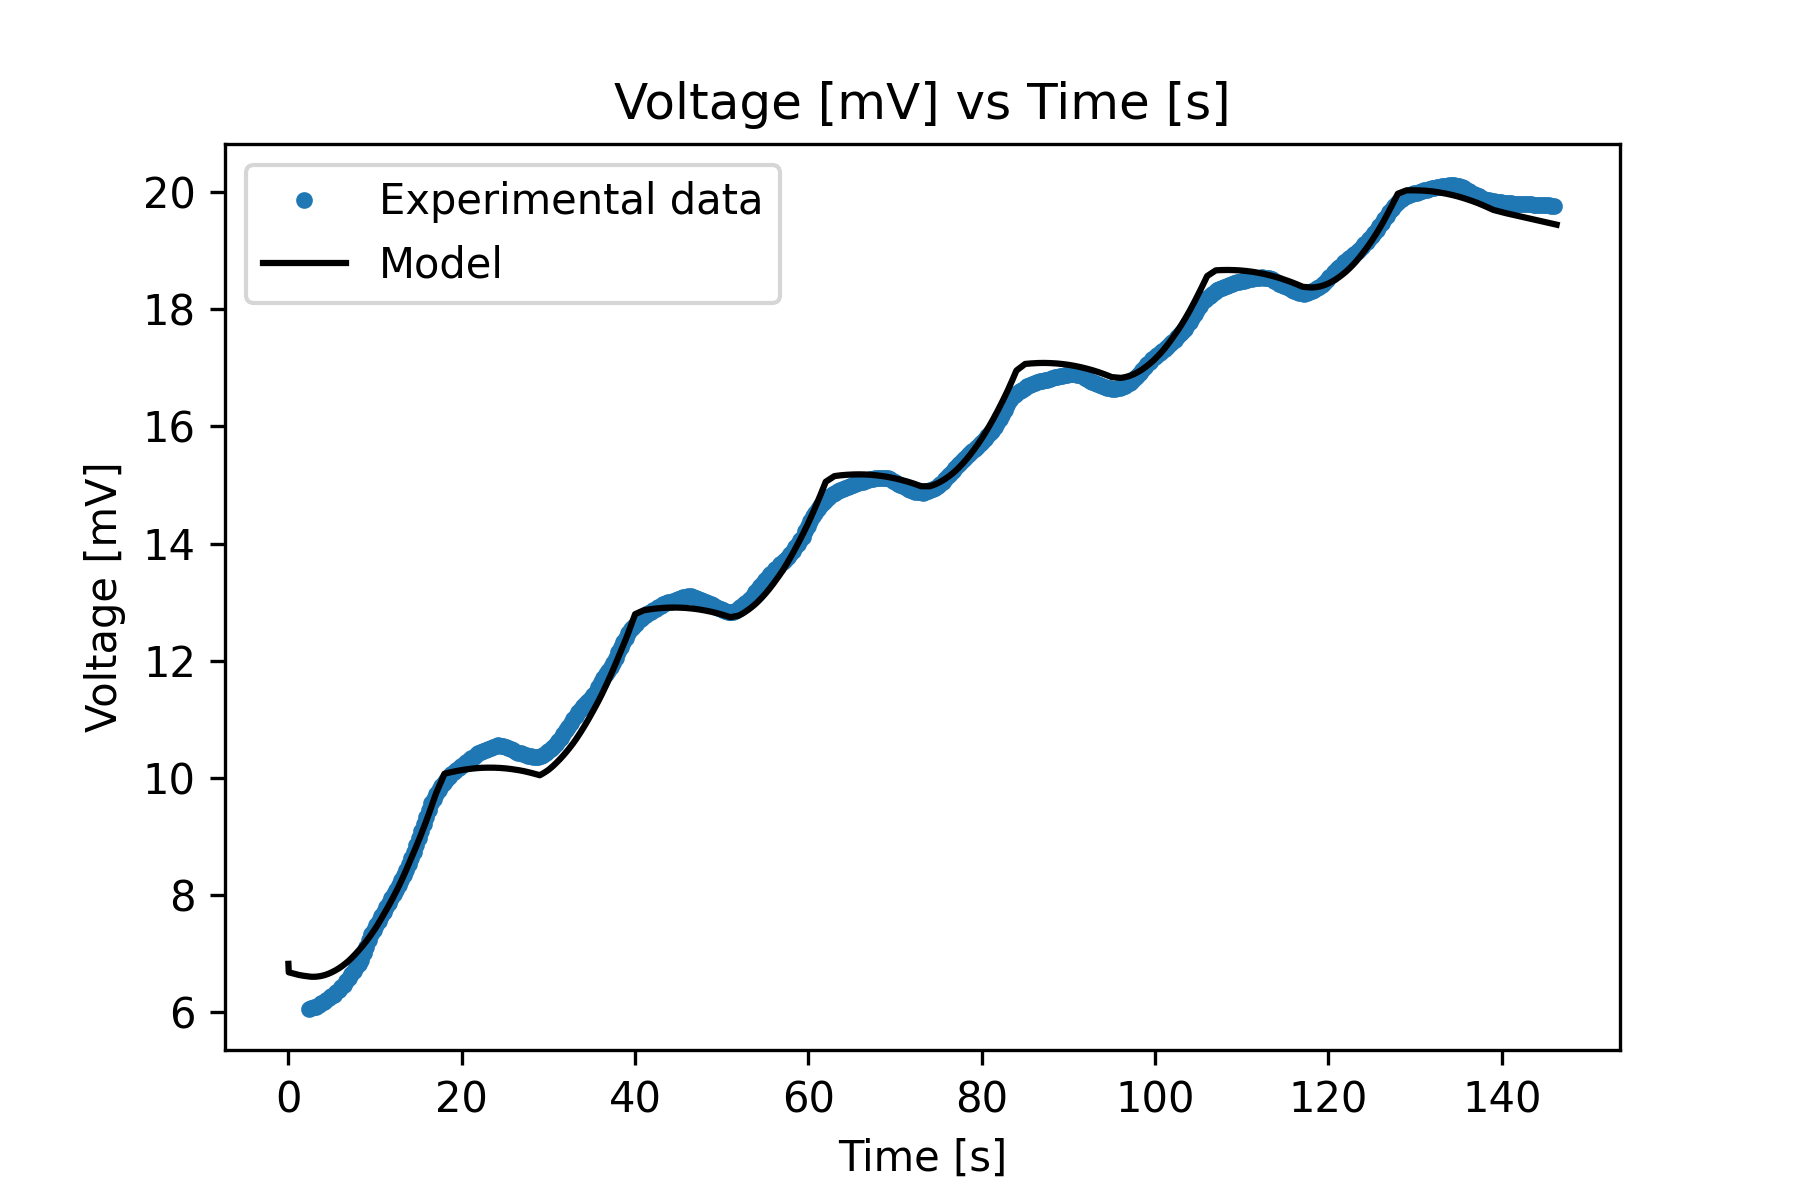 Voltage [mV] vs Time [s]
Experimental data
Model
20
18
16
14
12
10
8
6
Voltage [mV]
0 20 40 60 80 100 120 140
Time [s]